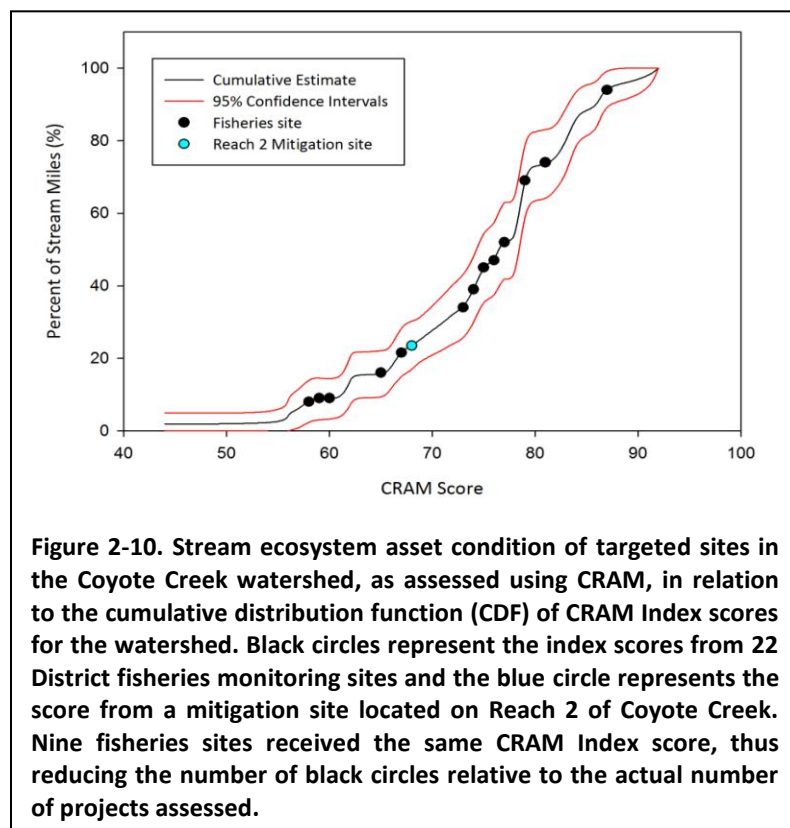 Percent of Stream Miles (%)
100
80
60
40
20
0
Cumulative Estimate
95% Confidence Intervals
Fisheries site
Reach 2 Mitigation site
40 50 60 70 80 90 100
CRAM Score
Figure 2-10. Stream ecosystem asset condition of targeted sites in
the Coyote Creek watershed, as assessed using CRAM, in relation
to the cumulative distribution function (CDF) of CRAM Index scores
for the watershed. Black circles represent the index scores from 22
District fisheries monitoring sites and the blue circle represents the
score from a mitigation site located on Reach 2 of Coyote Creek.
Nine fisheries sites received the same CRAM Index score, thus
reducing the number of black circles relative to the actual number
of projects assessed.